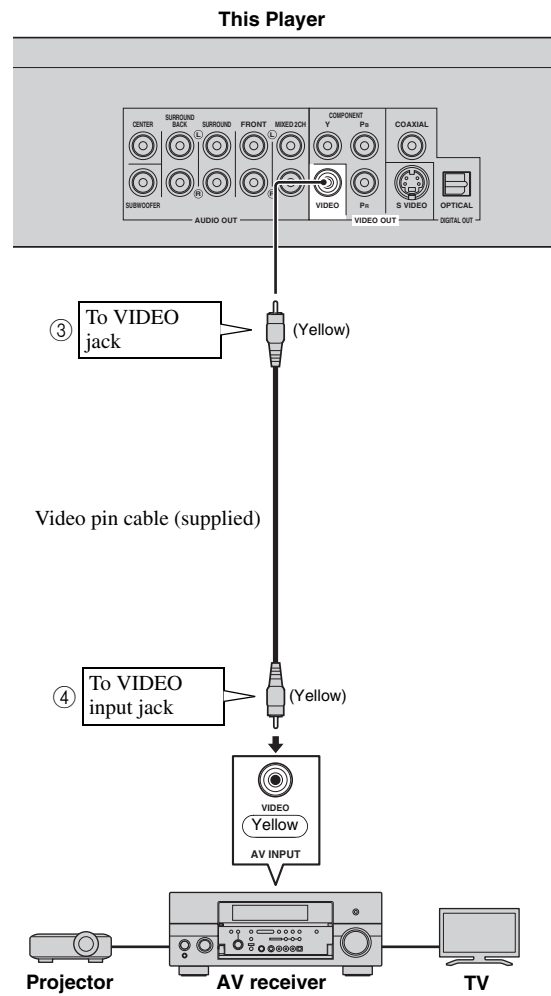 This Player
COMPONENT
CENTER
SURROUND
BACK
SURROUND
FRONT
MIXED 2CH
Y
PB
COAXIAL
L
L
R
R
SUBWOOFER
VIDEO
PR
S VIDEO
OPTICAL
AUDIO OUT
VIDEO OUT
DIGITAL OUT
③ To VIDEO
jack
(Yellow)
Video pin cable (supplied)
④ To VIDEO
input jack
(Yellow)
VIDEO
Yellow
AV INPUT
Projector
AV receiver
TV